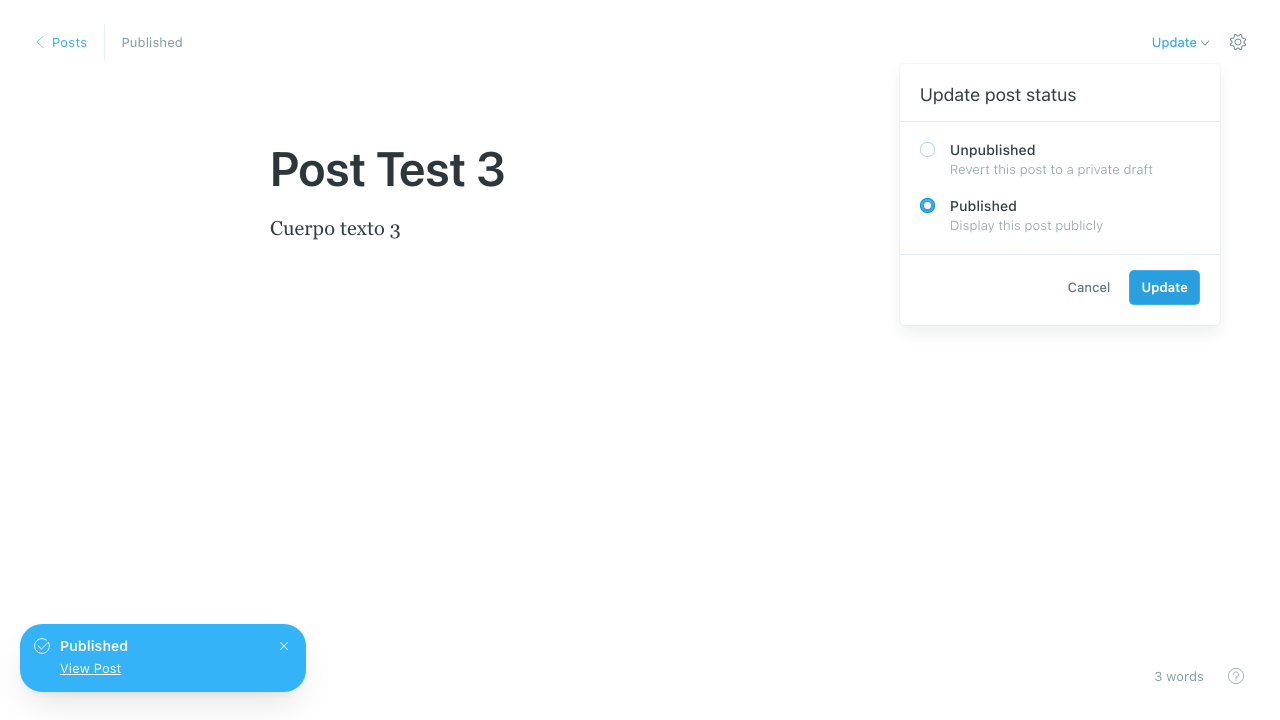 Posts
Published
Update
Update post status
Unpublished
Revert this post to a private draft
Published
Display this post publicly
Cancel
Update
Post Test 3
Cuerpo texto 3
Published
View Post
3 words
?